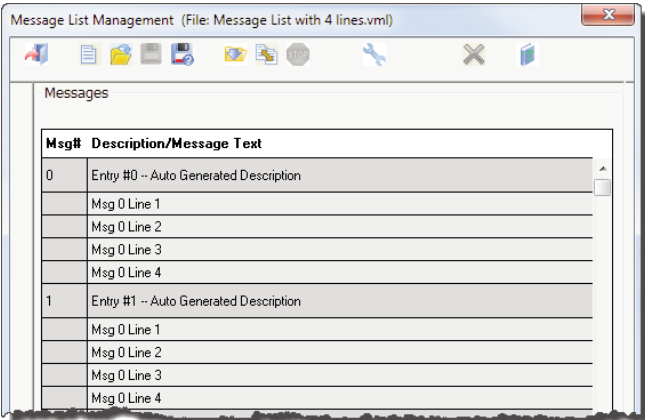 Message List Management (File: Message List with 4 lines.vml)
STOP
Messages
Msg# Description/Message Text
0 Entry #0 -- Auto Generated Description
Msg 0 Line 1
Msg 0 Line 2
Msg 0 Line 3
Msg 0 Line 4
1 Entry #1 -- Auto Generated Description
Msg 0 Line 1
Msg 0 Line 2
Msg 0 Line 3
Msg 0 Line 4